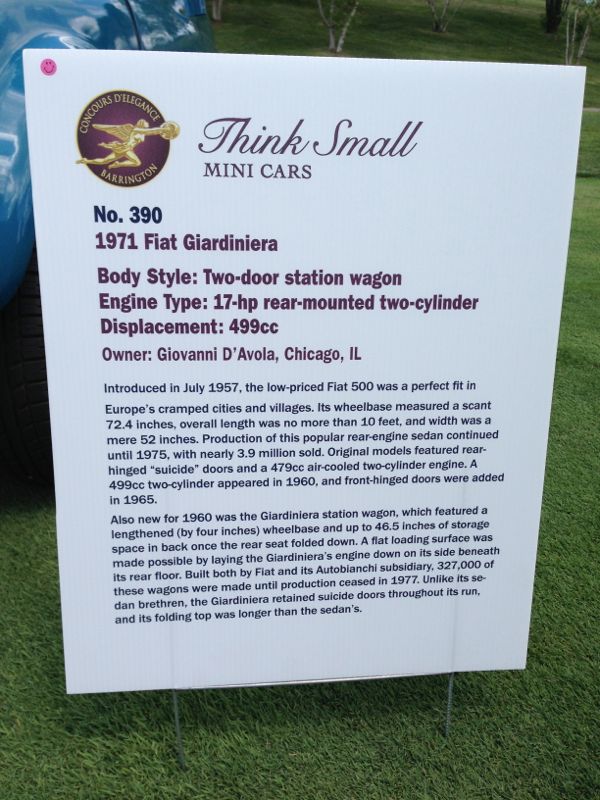 CONCOURS D'ELEGANCE
BARRINGTON
Think Small
MINI CARS
No. 390
1971 Fiat Giardiniera
Body Style: Two-door station wagon
Engine Type: 17-hp rear-mounted two-cylinder
Displacement: 499cc
Owner: Giovanni D'Avola, Chicago, IL
Introduced in July 1957, the low-priced Fiat 500 was a perfect fit in
Europe's cramped cities and villages. Its wheelbase measured a scant
72.4 inches, overall length was no more than 10 feet, and width was a
mere 52 inches. Production of this popular rear-engine sedan continued
until 1975, with nearly 3.9 million sold. Original models featured rear-
hinged “suicide” doors and a 479cc air-cooled two-cylinder engine. A
499cc two-cylinder appeared in 1960, and front-hinged doors were added
in 1965.
Also new for 1960 was the Giardiniera station wagon, which featured a
lengthened (by four inches) wheelbase and up to 46.5 inches of storage
space in back once the rear seat folded down. A flat loading surface was
made possible by laying the Giardiniera's engine down on its side beneath
its rear floor. Built both by Fiat and its Autobianchi subsidiary, 327,000 of
these wagons were made until production ceased in 1977. Unlike its se-
dan brethren, the Giardiniera retained suicide doors throughout its run,
and its folding top was longer than the sedan's.